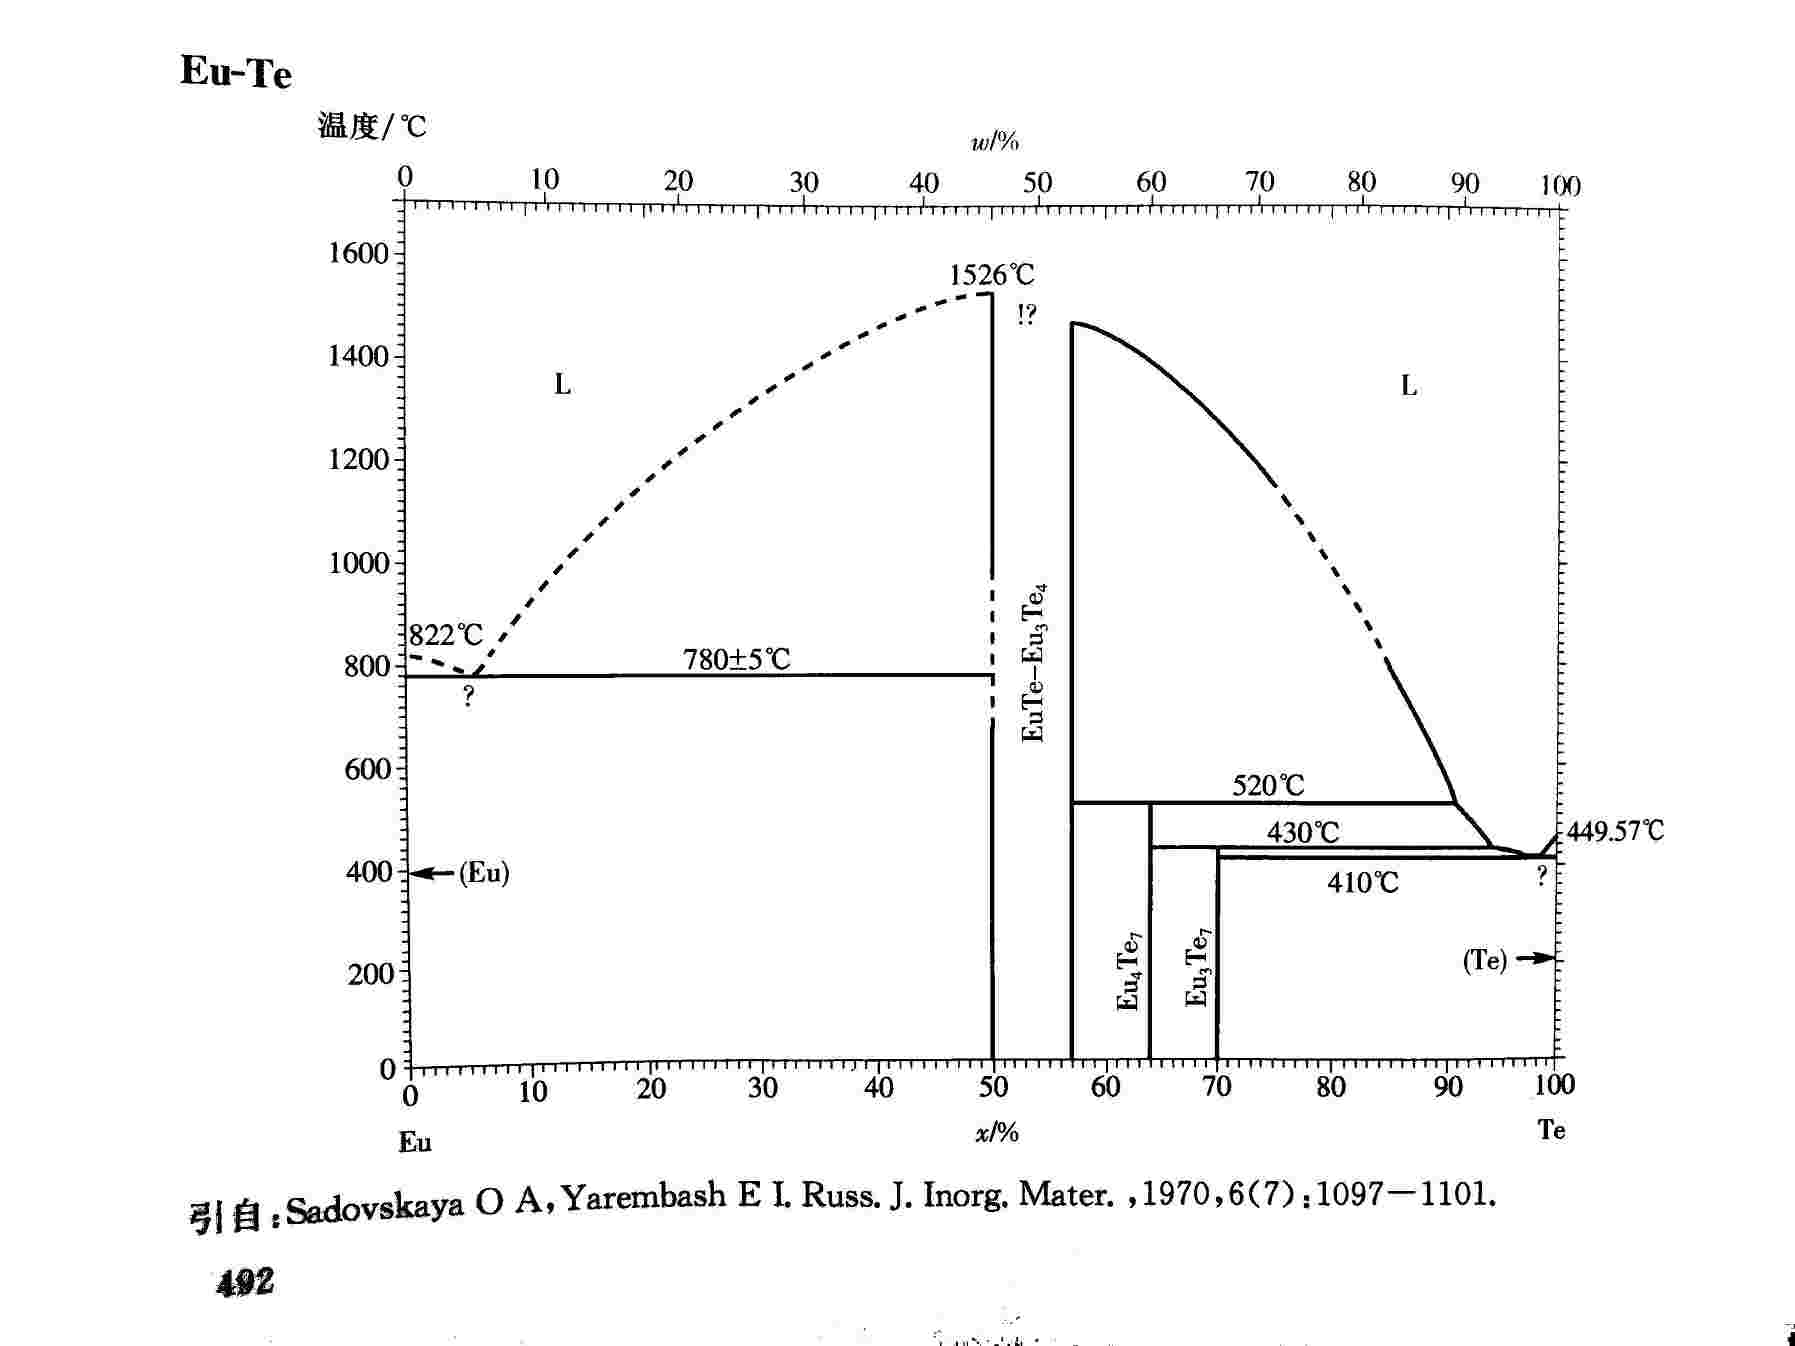 Eu-Te
温度/℃
w/%
0 10 20 30 40 50 60 70 80 90 100
1600
1526℃
!?
1400
L L
1200
1000
EuTe-Eu₃Te₄
822℃
800
780±5℃
?
600
520℃
430℃
449.57℃
400
(Eu)
410℃
?
Eu₄Te₇
Eu₃Te₇
(Te)
200
0
0 10 20 30 40 50 60 70 80 90 100
Eu x/% Te
引自:Sadovskaya O A,Yarembash E I. Russ. J. Inorg. Mater. ,1970,6(7):1097-1101.
492